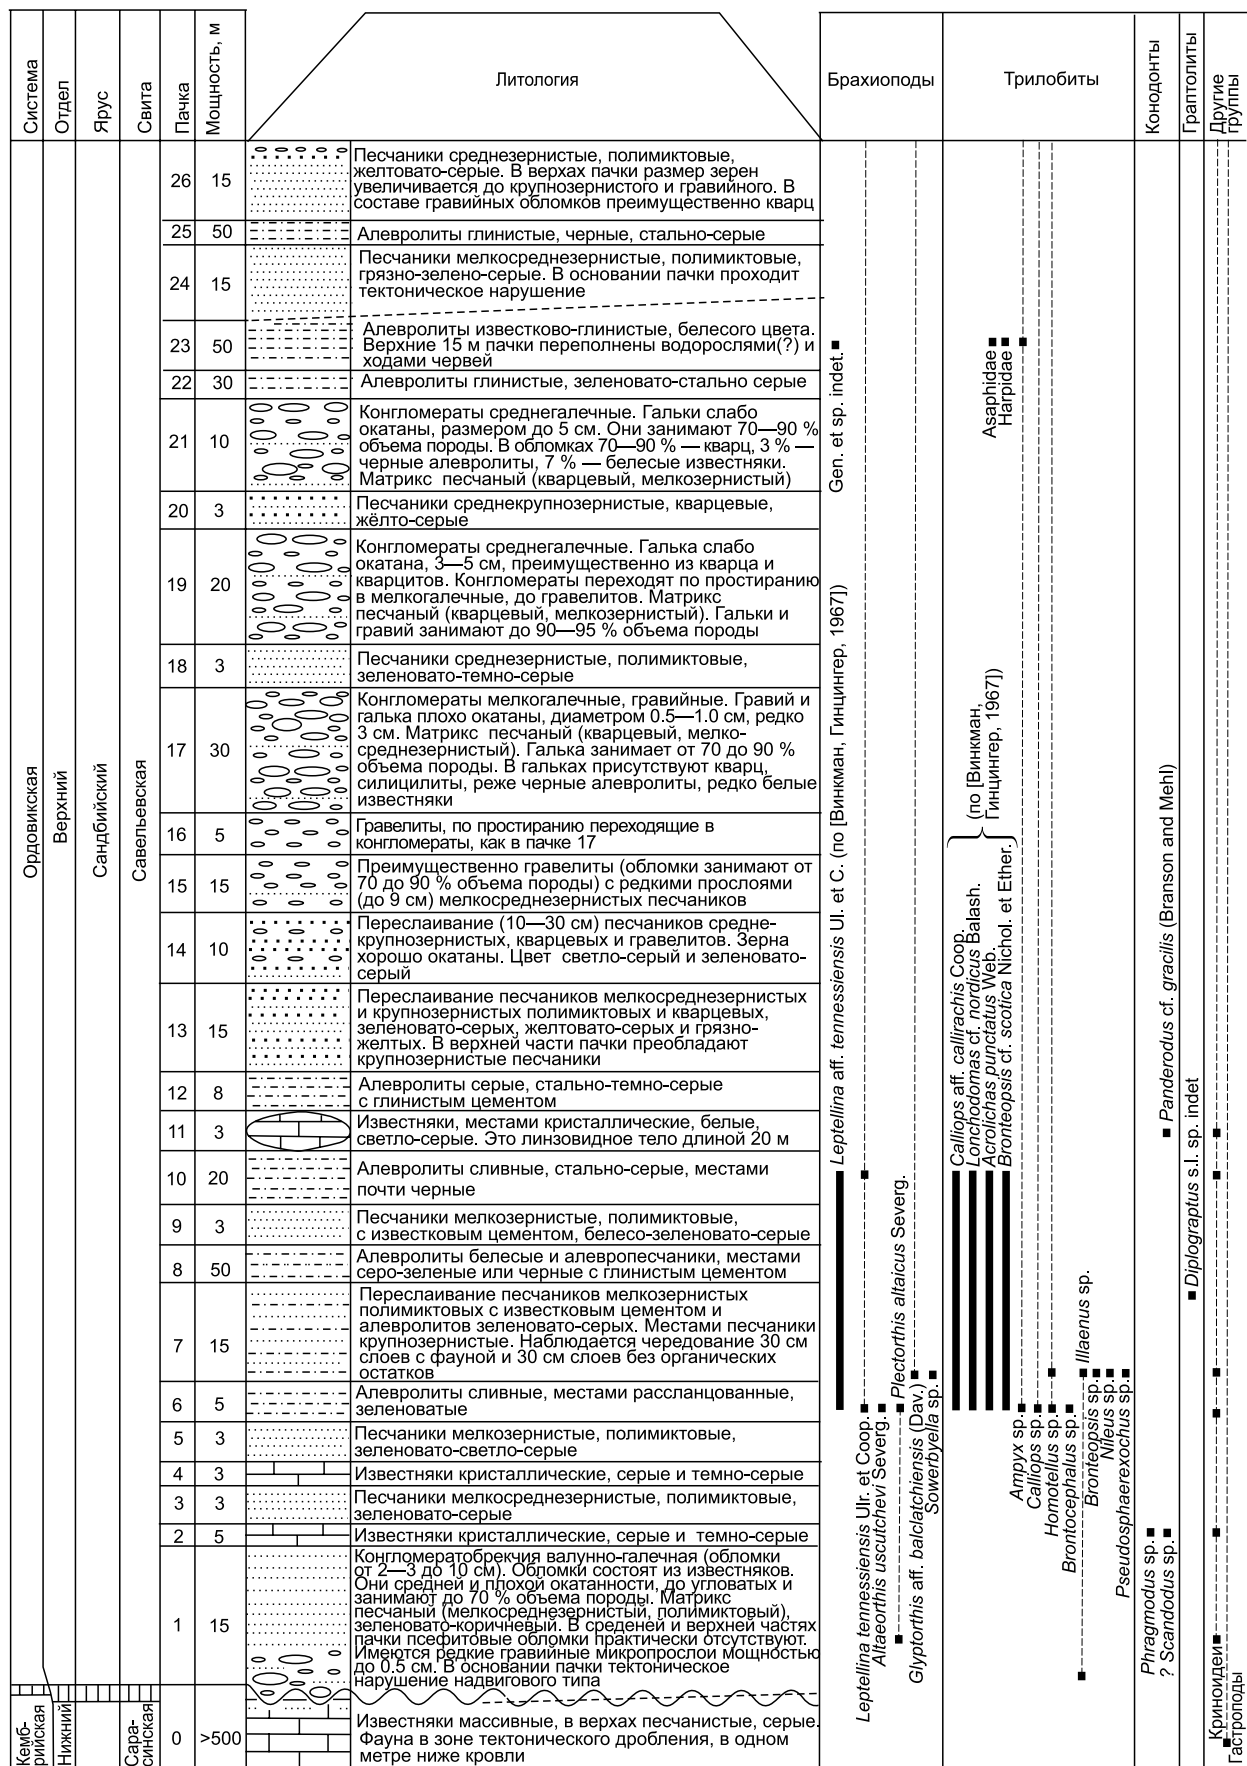 Система
Отдел
Ярус
Свита
Пачка
Мощность, м
Литология
Брахиоподы
Трилобиты
Конодонты
Граптолиты
Другие
группы
Ордовикская
Верхний
Сандбийский
Савельевская
26
15
Песчаники среднезернистые, полимиктовые,
желтовато-серые. В верхах пачки размер зерен
увеличивается до крупнозернистого и гравийного. В
составе гравийных обломков преимущественно кварц
25
50
Алевролиты глинистые, черные, стально-серые
24
15
Песчаники мелкосреднезернистые, полимиктовые,
грязно-зелено-серые. В основании пачки проходит
тектоническое нарушение
23
50
Алевролиты известково-глинистые, белесого цвета.
Верхние 15 м пачки переполнены водорослями(?) и
ходами червей
22
30
Алевролиты глинистые, зеленовато-стально серые
21
10
Конгломераты среднегалечные. Гальки слабо
окатаны, размером до 5 см. Они занимают 70—90 %
объема породы. В обломках 70—90 % — кварц, 3 % —
черные алевролиты, 7 % — белесые известняки.
Матрикс песчаный (кварцевый, мелкозернистый)
20
3
Песчаники среднекрупнозернистые, кварцевые,
жёлто-серые
19
20
Конгломераты среднегалечные. Галька слабо
окатана, 3—5 см, преимущественно из кварца и
кварцитов. Конгломераты переходят по простиранию
в мелкогалечные, до гравелитов. Матрикс
песчаный (кварцевый, мелкозернистый). Гальки и
гравий занимают до 90—95 % объема породы
18
3
Песчаники среднезернистые, полимиктовые,
зеленовато-темно-серые
17
30
Конгломераты мелкогалечные, гравийные. Гравий и
галька плохо окатаны, диаметром 0.5—1.0 см, редко
3 см. Матрикс песчаный (кварцевый, мелко-
среднезернистый). Галька занимает от 70 до 90 %
объема породы. В гальках присутствуют кварц,
силицилиты, реже черные алевролиты, редко белые
известняки
16
5
Гравелиты, по простиранию переходящие в
конгломераты, как в пачке 17
15
15
Преимущественно гравелиты (обломки занимают от
70 до 90 % объема породы) с редкими прослоями
(до 9 см) мелкосреднезернистых песчаников
14
10
Переслаивание (10—30 см) песчаников средне-
крупнозернистых, кварцевых и гравелитов. Зерна
хорошо окатаны. Цвет светло-серый и зеленовато-
серый
13
15
Переслаивание песчаников мелкосреднезернистых
и крупнозернистых полимиктовых и кварцевых,
зеленовато-серых, желтовато-серых и грязно-
желтых. В верхней части пачки преобладают
крупнозернистые песчаники
12
8
Алевролиты серые, стально-темно-серые
с глинистым цементом
11
3
Известняки, местами кристаллические, белые,
светло-серые. Это линзовидное тело длиной 20 м
10
20
Алевролиты сливные, стально-серые, местами
почти черные
9
3
Песчаники мелкозернистые, полимиктовые,
с известковым цементом, белесо-зеленовато-серые
8
50
Алевролиты белесые и алевропесчаники, местами
серо-зеленые или черные с глинистым цементом
7
15
Переслаивание песчаников мелкозернистых
полимиктовых с известковым цементом и
алевролитов зеленовато-серых. Местами песчаники
крупнозернистые. Наблюдается чередование 30 см
слоев с фауной и 30 см слоев без органических
остатков
6
5
Алевролиты сливные, местами рассланцованные,
зеленоватые
5
3
Песчаники мелкозернистые, полимиктовые,
зеленовато-светло-серые
4
3
Известняки кристаллические, серые и темно-серые
3
3
Песчаники мелкосреднезернистые, полимиктовые,
зеленовато-серые
2
5
Известняки кристаллические, серые и темно-серые
1
15
Конгломератобрекчия валунно-галечная (обломки
от 2—3 до 10 см). Обломки состоят из известняков.
Они средней и плохой окатанности, до угловатых и
занимают до 70 % объема породы. Матрикс
песчаный (мелкосреднезернистый, полимиктовый),
зеленовато-коричневый. В среденей и верхней частях
пачки псефитовые обломки практически отсутствуют.
Имеются редкие гравийные микропрослои мощностью
до 0.5 см. В основании пачки тектоническое
нарушение надвигового типа
Кемб-
рийская
Нижний
Сара-
синская
0
>500
Известняки массивные, в верхах песчанистые, серые.
Фауна в зоне тектонического дробления, в одном
метре ниже кровли
Gen. et sp. indet.
Leptellina aff. tennessiensis Ul. et C. (по [Винкман, Гинцингер, 1967])
Leptellina tennessiensis Ulr. et Coop.
Altaeorthis uscutchevi Severg.
Plectorthis altaicus Severg.
Glyptorthis aff. balclatchiensis (Dav.)
Sowerbyella sp.
Asaphidae
Harpidae
(по [Винкман,
Гинцингер, 1967])
Calliops aff. callirachis Coop.
Lonchodomas cf. nordicus Balash.
Acrolichas punctatus Web.
Bronteopsis cf. scotica Nichol. et Ether.
Ampyx sp.
Calliops sp.
Homotellus sp.
Brontocephalus sp.
Illaenus sp.
Bronteopsis sp.
Nileus sp.
Pseudosphaerexochus sp.
Phragmodus sp.
? Scandodus sp.
Panderodus cf. gracilis (Branson and Mehl)
Diplograptus s.l. sp. indet
Криноидеи
Гастроподы